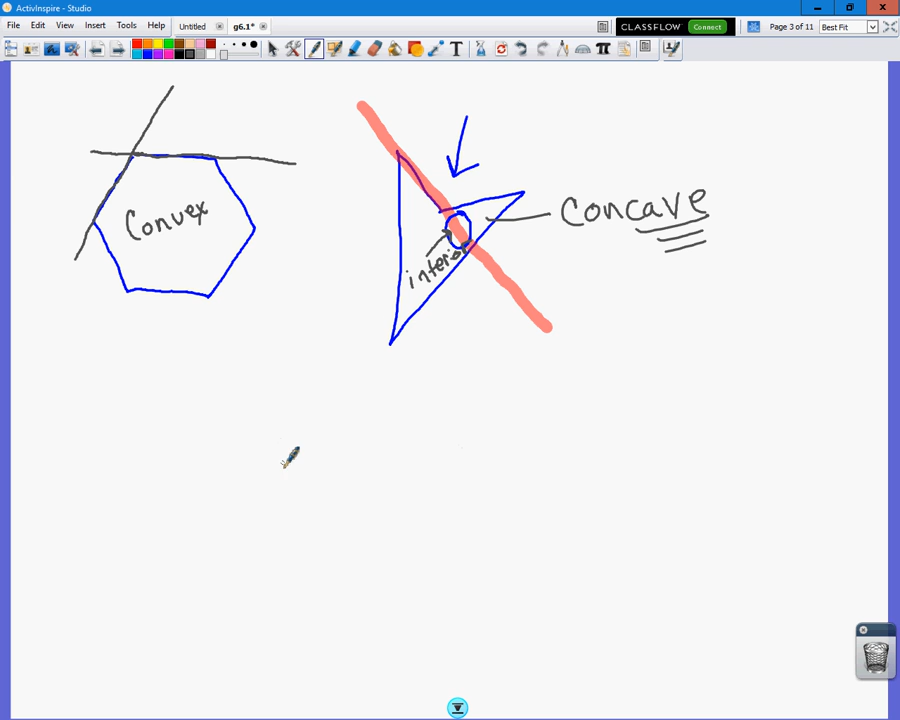 ActivInspire - Studio
File Edit View Insert Tools Help Untitled g6.1*
CLASSFLOW Connect Page 3 of 11 Best Fit
T π
Convex
Concave
interior